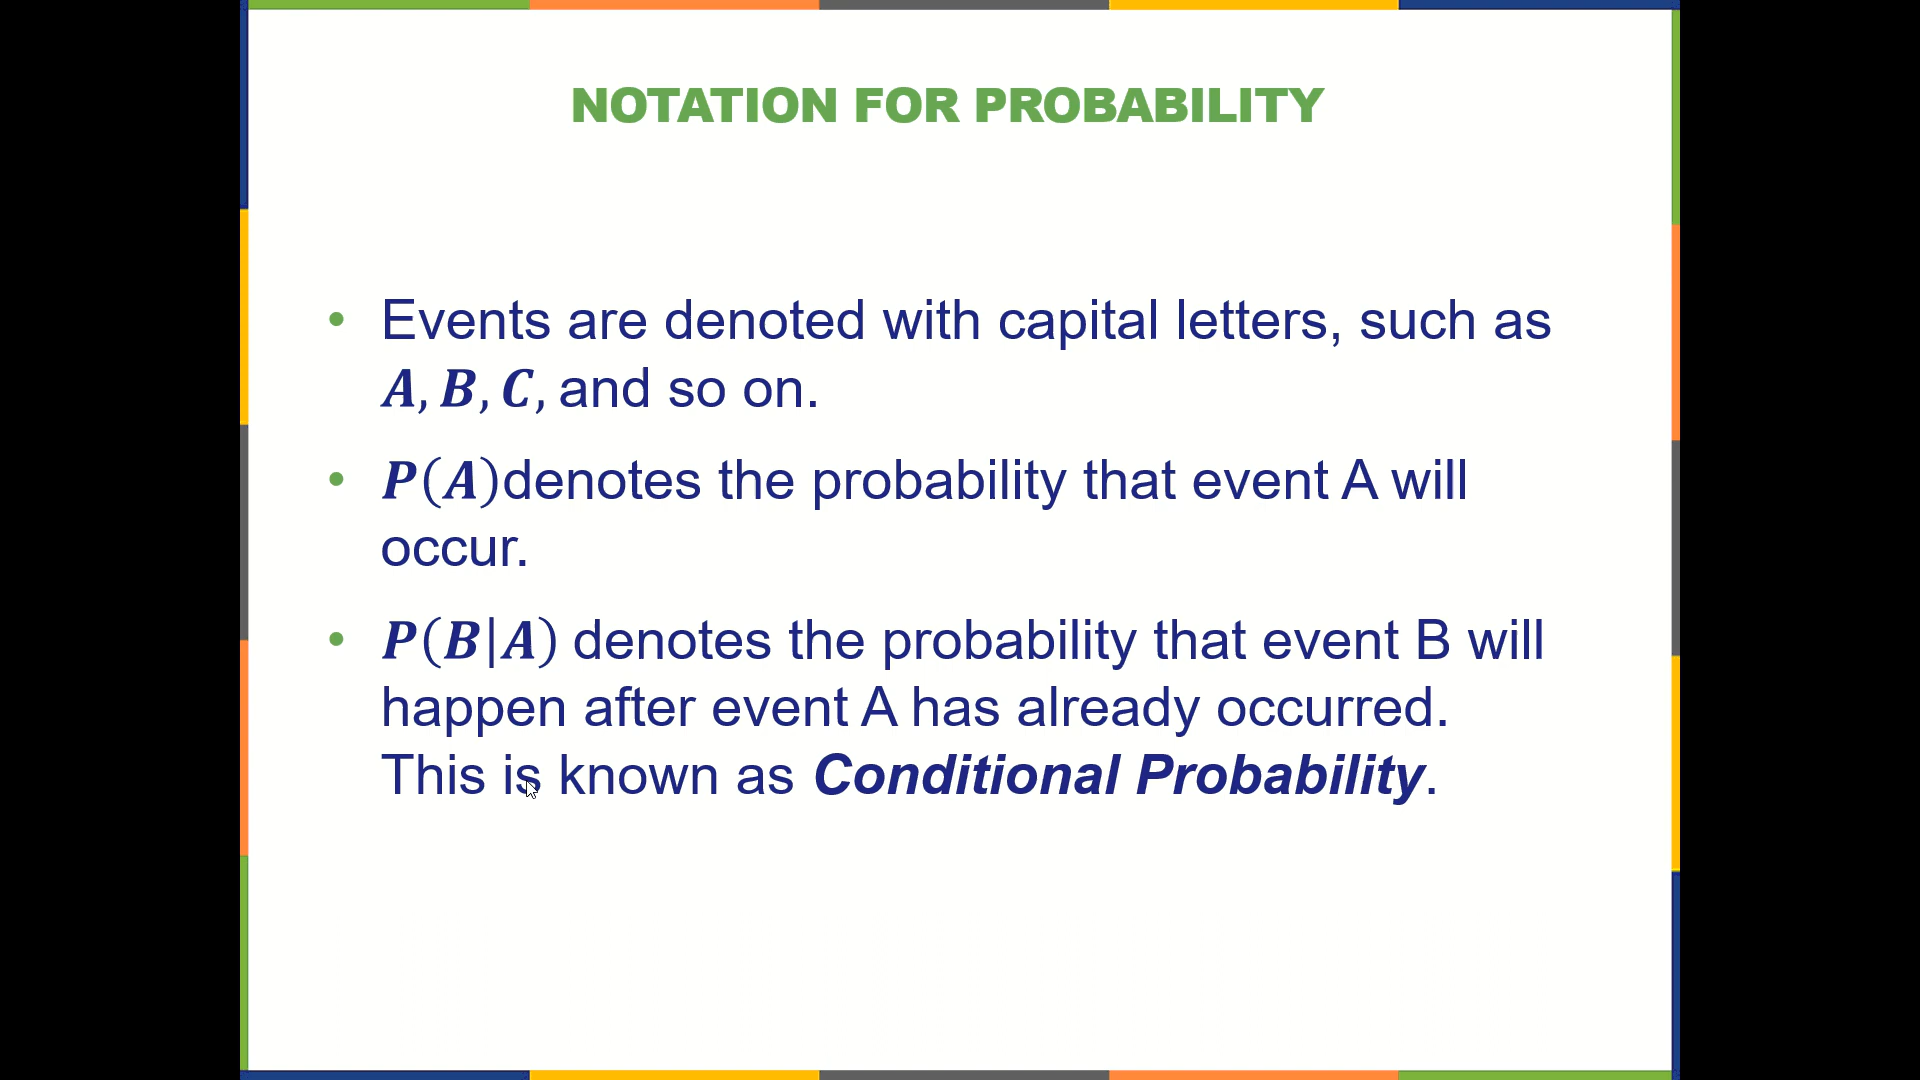 NOTATION FOR PROBABILITY
• Events are denoted with capital letters, such as
A, B, C, and so on.
• P(A)denotes the probability that event A will
occur.
• P(B|A) denotes the probability that event B will
happen after event A has already occurred.
This is known as Conditional Probability.